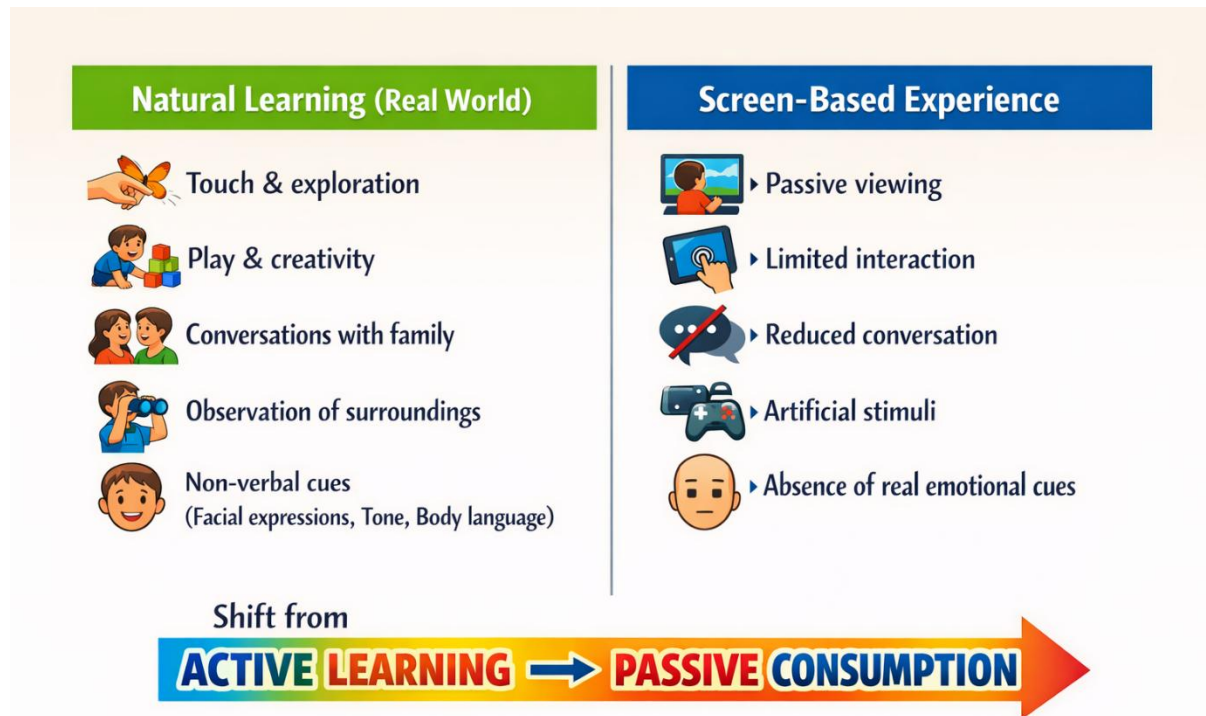 Natural Learning (Real World)
Touch & exploration
Play & creativity
Conversations with family
Observation of surroundings
Non-verbal cues
(Facial expressions, Tone, Body language)
Screen-Based Experience
Passive viewing
Limited interaction
Reduced conversation
Artificial stimuli
Absence of real emotional cues
Shift from
ACTIVE LEARNING → PASSIVE CONSUMPTION